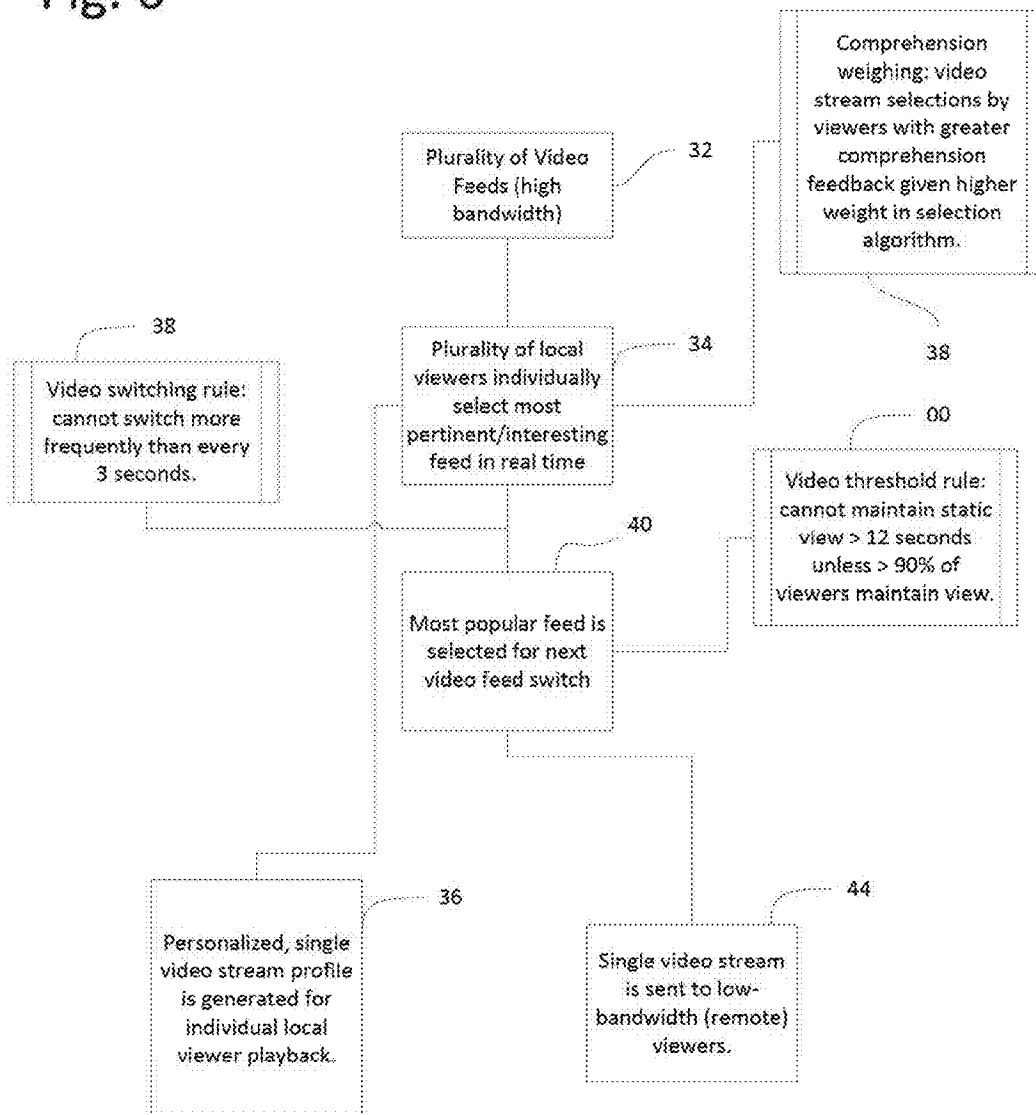 Comprehension
weighing: video
stream selections by
viewers with greater
comprehension
feedback given higher
weight in selection
algorithm.
Plurality of Video
Feeds (high
bandwidth)
32
38
Plurality of local
viewers individually
select most
pertinent/interesting
feed in real time
34
38
Video switching rule:
cannot switch more
frequently than every
3 seconds.
00
Video threshold rule:
cannot maintain static
view > 12 seconds
unless > 90% of
viewers maintain view.
40
Most popular feed is
selected for next
video feed switch
36
Personalized, single
video stream profile
is generated for
individual local
viewer playback.
44
Single video stream
is sent to low-
bandwidth (remote)
viewers.